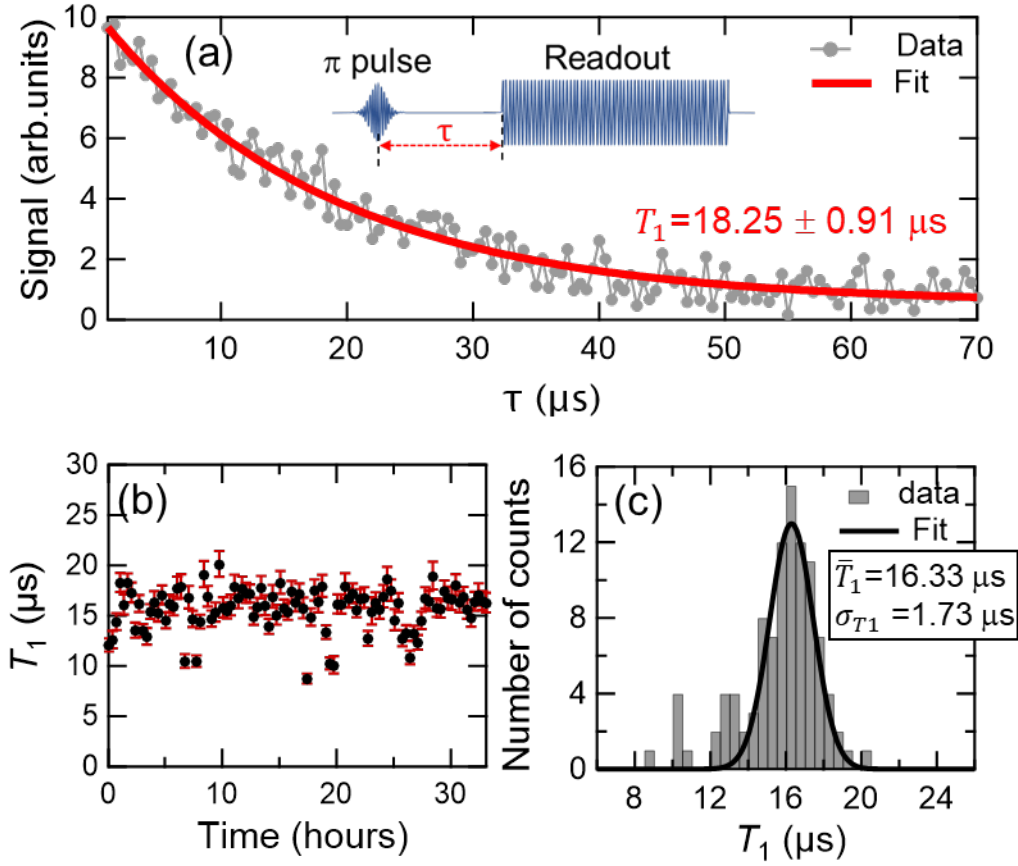 (a)
π pulse
Readout
τ
Data
Fit
T1=18.25 ± 0.91 μs
Signal (arb.units)
10
8
6
4
2
0
10 20 30 40 50 60 70
τ (μs)
(b)
T1 (μs)
30
25
20
15
10
5
0
0 10 20 30
Time (hours)
(c)
data
Fit
T̄1=16.33 μs
σT1 =1.73 μs
Number of counts
16
12
8
4
0
8 12 16 20 24
T1 (μs)